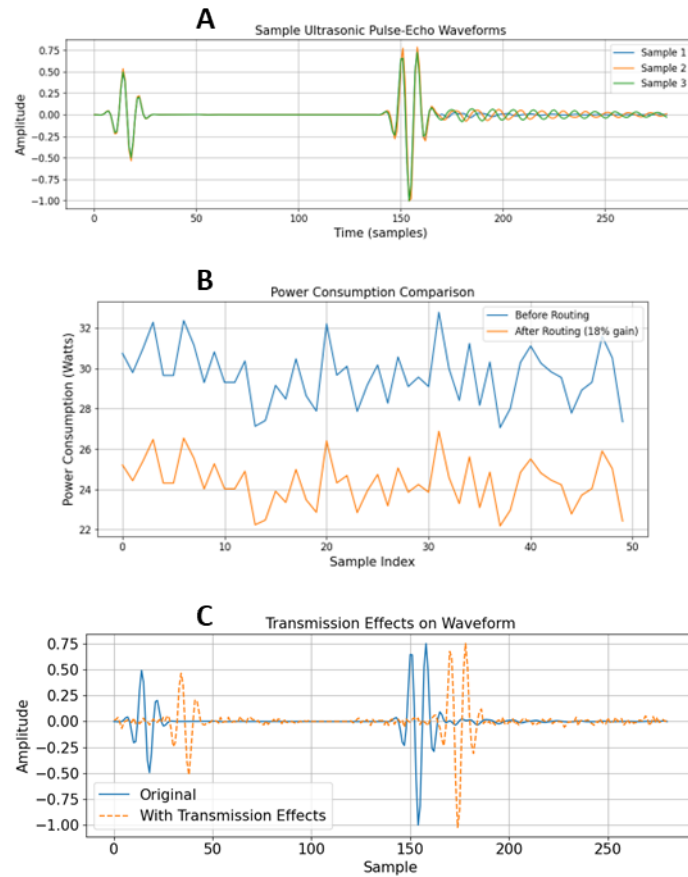 A
Sample Ultrasonic Pulse-Echo Waveforms
0.75
0.50
0.25
0.00
-0.25
-0.50
-0.75
-1.00
Amplitude
Sample 1
Sample 2
Sample 3
0 50 100 150 200 250
Time (samples)
B
Power Consumption Comparison
32
30
28
26
24
22
Power Consumption (Watts)
Before Routing
After Routing (18% gain)
0 10 20 30 40 50
Sample Index
C
Transmission Effects on Waveform
0.75
0.50
0.25
0.00
−0.25
−0.50
−0.75
−1.00
Amplitude
Original
With Transmission Effects
0 50 100 150 200 250
Sample